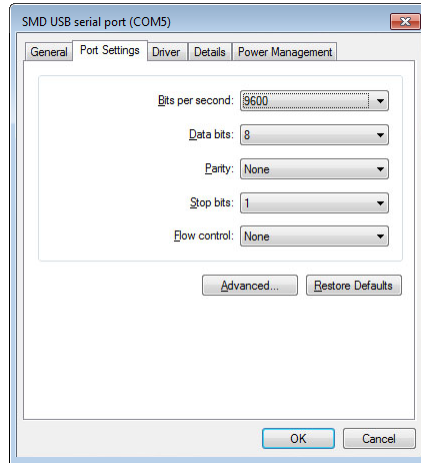 SMD USB serial port (COM5)
General Port Settings Driver Details Power Management
Bits per second: 9600
Data bits: 8
Parity: None
Stop bits: 1
Flow control: None
Advanced... Restore Defaults
OK Cancel